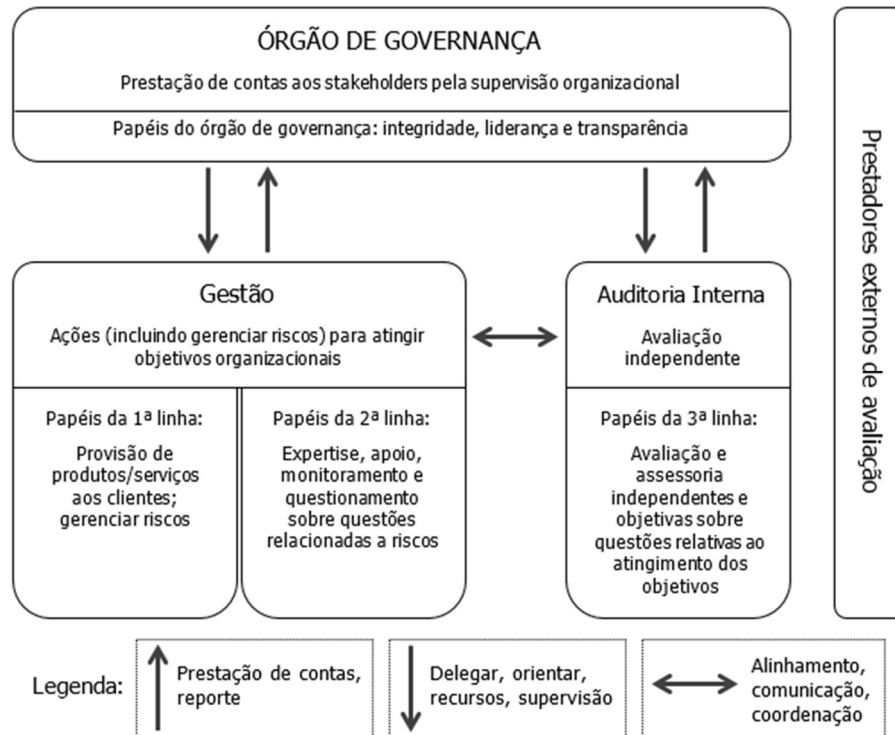 ÓRGÃO DE GOVERNANÇA
Prestação de contas aos stakeholders pela supervisão organizacional
Papéis do órgão de governança: integridade, liderança e transparência
Gestão
Ações (incluindo gerenciar riscos) para atingir
objetivos organizacionais
Papéis da 1ª linha:
Provisão de
produtos/serviços
aos clientes;
gerenciar riscos
Papéis da 2ª linha:
Expertise, apoio,
monitoramento e
questionamento
sobre questões
relacionadas a riscos
Auditoria Interna
Avaliação
independente
Papéis da 3ª linha:
Avaliação e
assessoria
independentes e
objetivas sobre
questões relativas ao
atingimento dos
objetivos
Prestadores externos de avaliação
Legenda:
Prestação de contas,
reporte
Delegar, orientar,
recursos, supervisão
Alinhamento,
comunicação,
coordenação